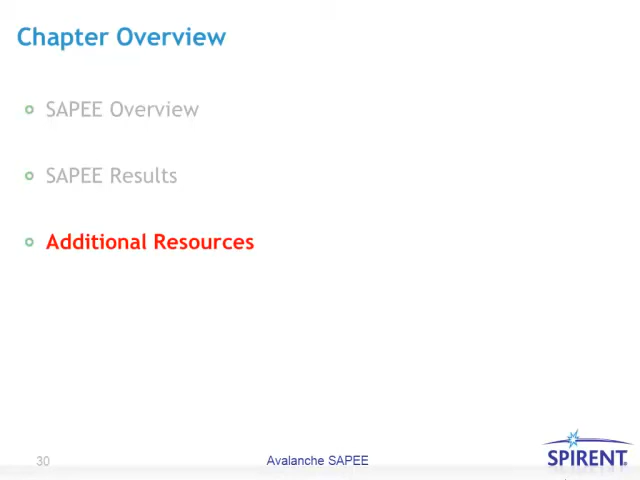 Chapter Overview
SAPEE Overview
SAPEE Results
Additional Resources
30
Avalanche SAPEE
SPIRENT®